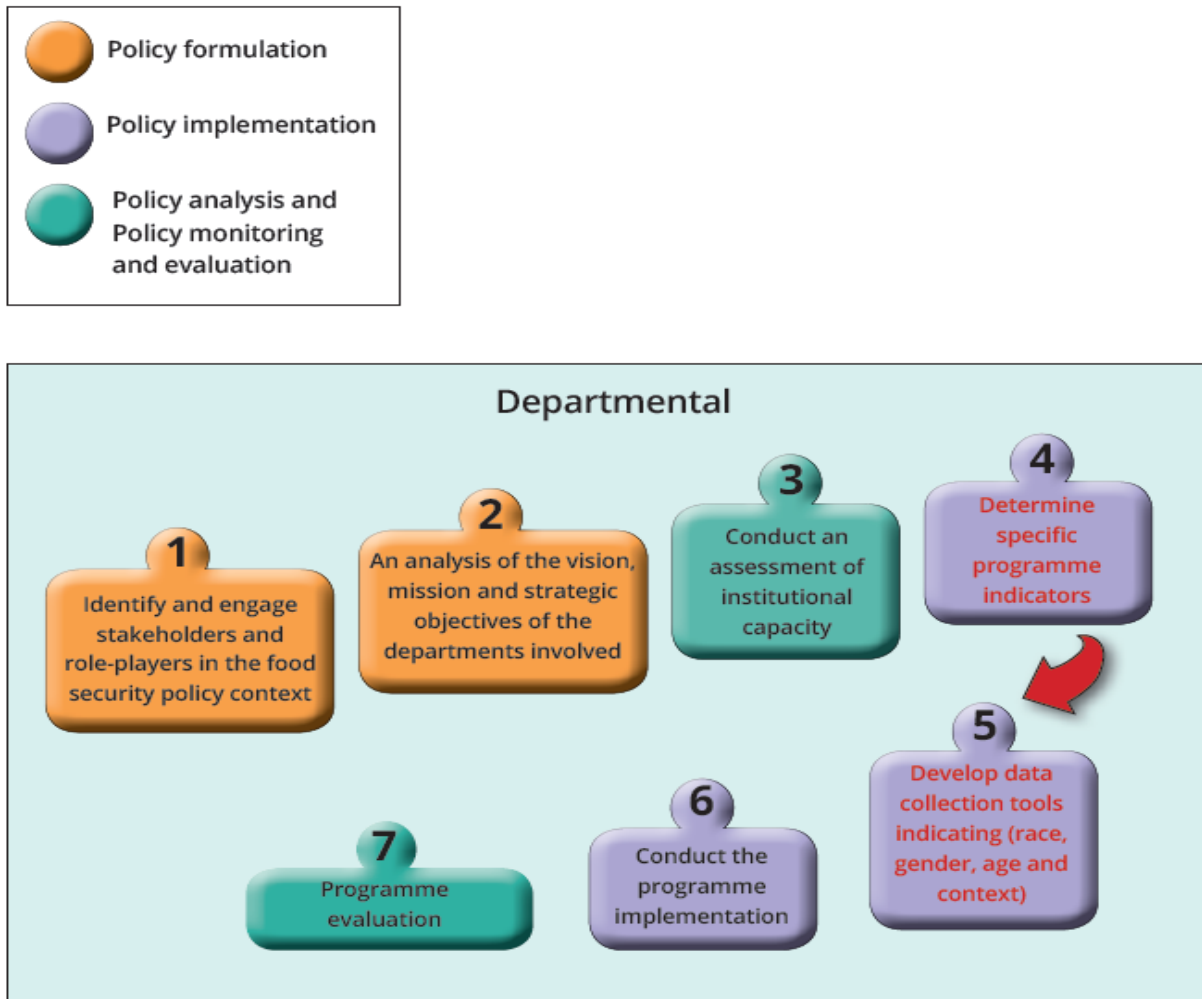 Policy formulation
Policy implementation
Policy analysis and
Policy monitoring
and evaluation
Departmental
1
Identify and engage
stakeholders and
role-players in the food
security policy context
2
An analysis of the vision,
mission and strategic
objectives of the
departments involved
3
Conduct an
assessment of
institutional
capacity
4
Determine
specific
programme
indicators
5
Develop data
collection tools
indicating (race,
gender, age and
context)
6
Conduct the
programme
implementation
7
Programme
evaluation